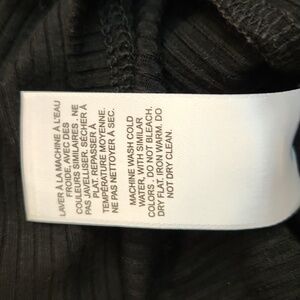 LAVER À LA MACHINE À L'EAU
FROIDE, AVEC DES
COULEURS SIMILAIRES . NE
PAS JAVELLISER. SÉCHER À
PLAT. REPASSER À
TEMPÉRATURE MOYENNE.
NE PAS NETTOYER À SEC.
MACHINE WASH COLD
WATER, WITH SIMILAR
COLORS . DO NOT BLEACH.
DRY FLAT. IRON WARM. DO
NOT DRY CLEAN.